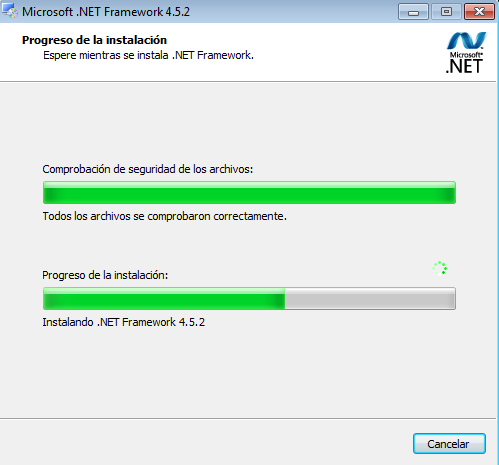 Microsoft .NET Framework 4.5.2
Progreso de la instalación
Espere mientras se instala .NET Framework.
Microsoft®
.NET
Comprobación de seguridad de los archivos:
Todos los archivos se comprobaron correctamente.
Progreso de la instalación:
Instalando .NET Framework 4.5.2
Cancelar